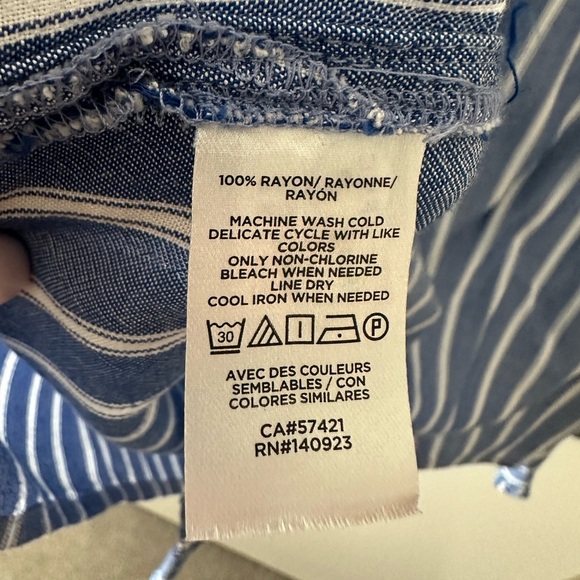 100% RAYON/ RAYONNE/
RAYÓN
MACHINE WASH COLD
DELICATE CYCLE WITH LIKE
COLORS
ONLY NON-CHLORINE
BLEACH WHEN NEEDED
LINE DRY
COOL IRON WHEN NEEDED
30 P
AVEC DES COULEURS
SEMBLABLES / CON
COLORES SIMILARES
CA#57421
RN#140923